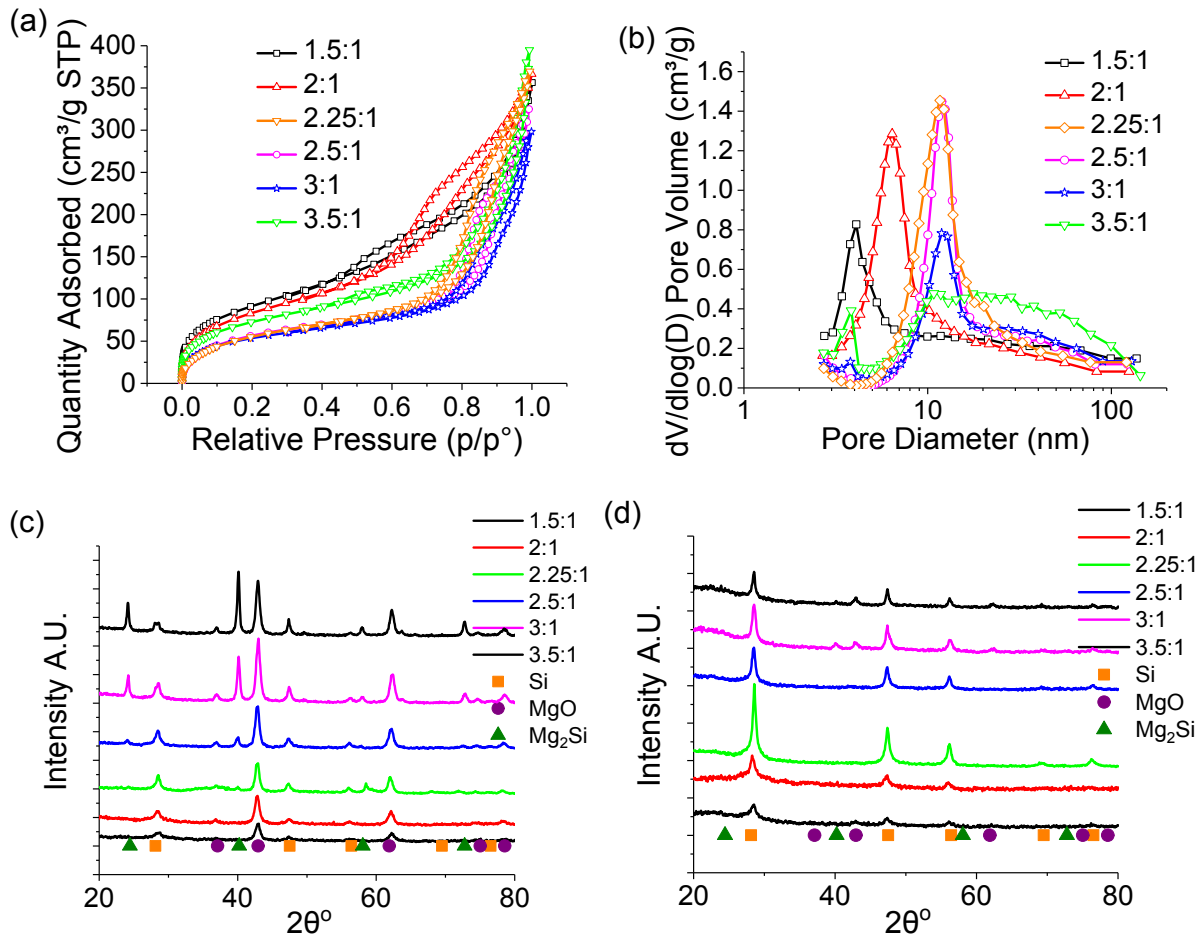 (a)
400
350
300
250
200
150
100
50
0
0.0 0.2 0.4 0.6 0.8 1.0
Quantity Adsorbed (cm³/g STP)
Relative Pressure (p/p°)
1.5:1
2:1
2.25:1
2.5:1
3:1
3.5:1
(b)
1.6
1.4
1.2
1.0
0.8
0.6
0.4
0.2
0.0
1 10 100
dV/dlog(D) Pore Volume (cm³/g)
Pore Diameter (nm)
1.5:1
2:1
2.25:1
2.5:1
3:1
3.5:1
(c)
Intensity A.U.
20 40 60 80
2θº
1.5:1
2:1
2.25:1
2.5:1
3:1
3.5:1
Si
MgO
Mg₂Si
(d)
Intensity A.U.
20 40 60 80
2θº
1.5:1
2:1
2.25:1
2.5:1
3:1
3.5:1
Si
MgO
Mg₂Si